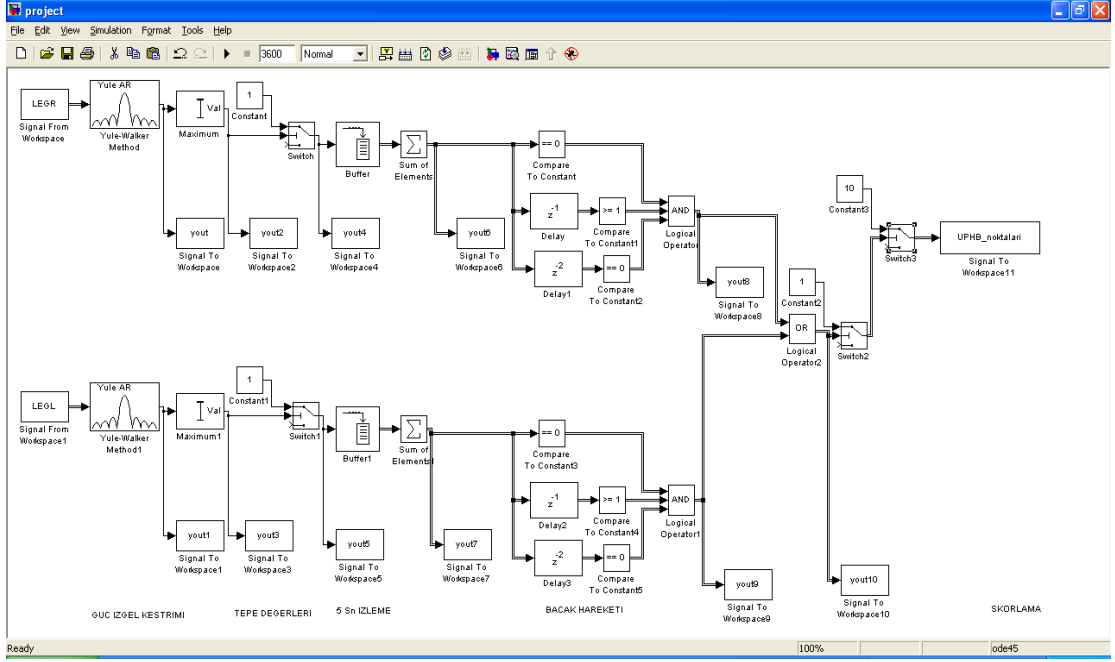 project
File Edit View Simulation Format Tools Help
3600 Normal
LEGR
Signal From
Workspace
Yule AR
Yule-Walker
Method
Val
Maximum
1
Constant
Switch
Buffer
Sum of
Elements
== 0
Compare
To Constant
z-1
Delay
>= 1
Compare
To Constant1
z-2
Delay1
== 0
Compare
To Constant2
AND
Logical
Operator
yout
Signal To
Workspace
yout2
Signal To
Workspace2
yout4
Signal To
Workspace4
yout6
Signal To
Workspace6
yout8
Signal To
Workspace8
10
Constant3
Switch3
UPHB_noktalari
Signal To
Workspace11
1
Constant2
OR
Logical
Operator2
Switch2
LEGL
Signal From
Workspace1
Yule AR
Yule-Walker
Method1
Val
Maximum1
1
Constant1
Switch1
Buffer1
Sum of
Elements1
== 0
Compare
To Constant3
z-1
Delay2
>= 1
Compare
To Constant4
z-2
Delay3
== 0
Compare
To Constant5
AND
Logical
Operator1
yout1
Signal To
Workspace1
yout3
Signal To
Workspace3
yout5
Signal To
Workspace5
yout7
Signal To
Workspace7
yout9
Signal To
Workspace9
yout10
Signal To
Workspace10
GUC IZGEL KESTRIMI
TEPE DEGERLERI
5 Sn IZLEME
BACAK HAREKETI
SKORLAMA
Ready 100% ode45